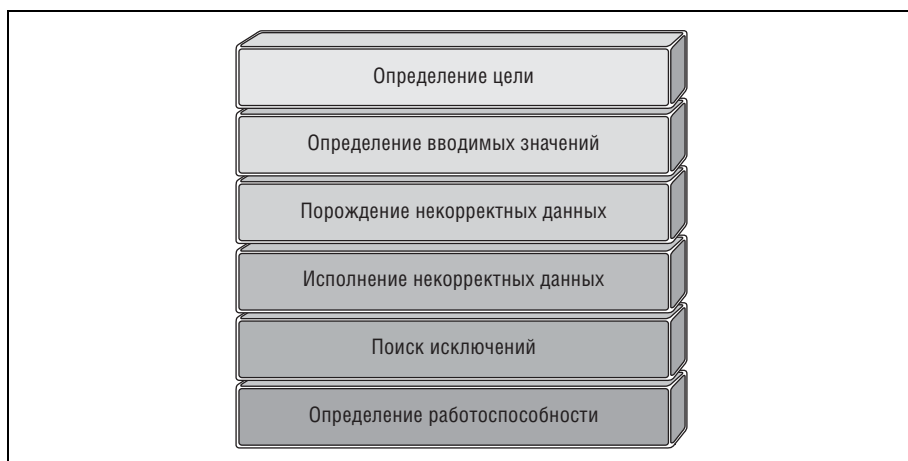 Определение цели
Определение вводимых значений
Порождение некорректных данных
Исполнение некорректных данных
Поиск исключений
Определение работоспособности